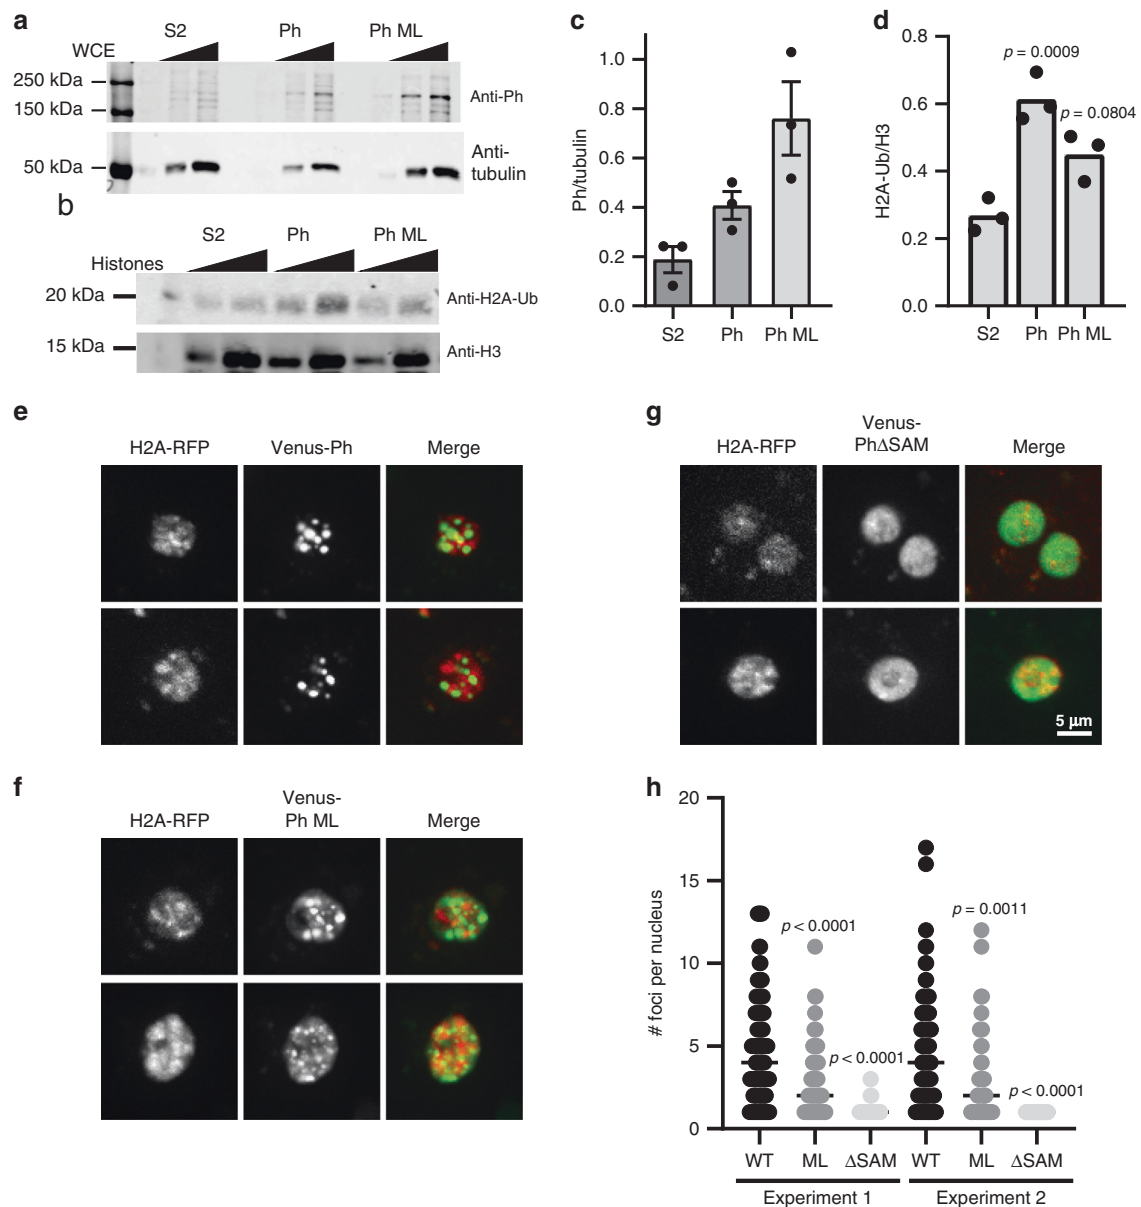 a
S2
Ph
Ph ML
WCE
250 kDa
150 kDa
Anti-Ph
50 kDa
Anti-
tubulin
b
S2
Ph
Ph ML
Histones
20 kDa
Anti-H2A-Ub
15 kDa
Anti-H3
c
Ph/tubulin
1.0
0.8
0.6
0.4
0.2
0.0
S2
Ph
Ph ML
d
H2A-Ub/H3
0.8
0.6
0.4
0.2
0.0
p = 0.0009
p = 0.0804
S2
Ph
Ph ML
e
H2A-RFP
Venus-Ph
Merge
g
H2A-RFP
Venus-
Ph∆SAM
Merge
5 µm
f
H2A-RFP
Venus-
Ph ML
Merge
h
# foci per nucleus
20
15
10
5
0
p < 0.0001
p < 0.0001
p = 0.0011
p < 0.0001
WT
ML
∆SAM
WT
ML
∆SAM
Experiment 1
Experiment 2